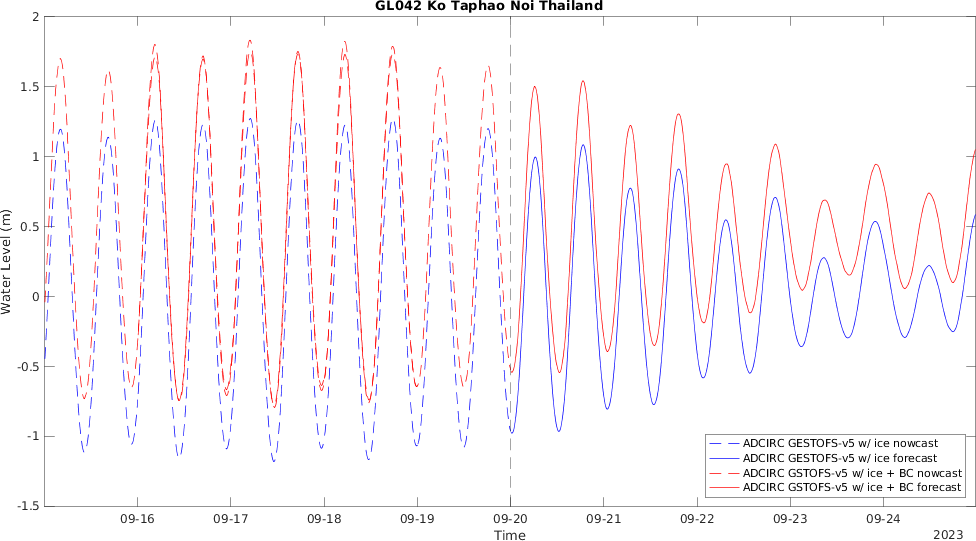 GL042 Ko Taphao Noi Thailand
2
1.5
1
0.5
0
-0.5
-1
-1.5
Water Level (m)
ADCIRC GESTOFS-v5 w/ ice nowcast
ADCIRC GESTOFS-v5 w/ ice forecast
ADCIRC GSTOFS-v5 w/ ice + BC nowcast
ADCIRC GSTOFS-v5 w/ ice + BC forecast
09-16 09-17 09-18 09-19 09-20 09-21 09-22 09-23 09-24
Time
2023